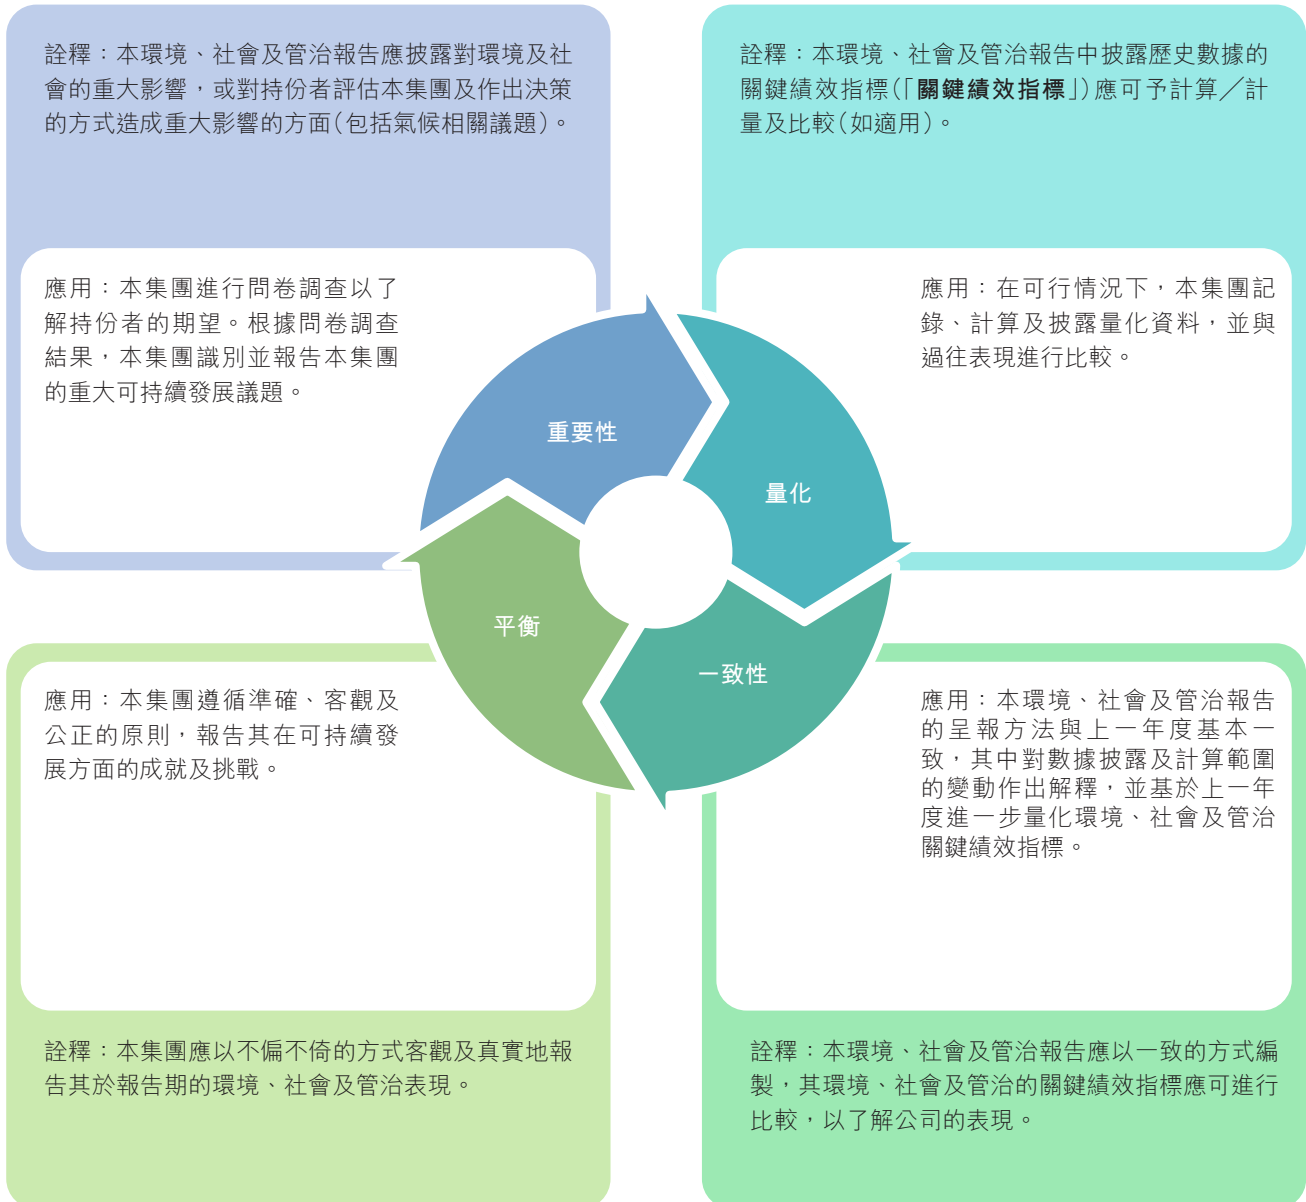 詮釋：本環境、社會及管治報告應披露對環境及社
會的重大影響，或對持份者評估本集團及作出決策
的方式造成重大影響的方面（包括氣候相關議題）。
應用：本集團進行問卷調查以了
解持份者的期望。根據問卷調查
結果，本集團識別並報告本集團
的重大可持續發展議題。
詮釋：本環境、社會及管治報告中披露歷史數據的
關鍵績效指標（「關鍵績效指標」）應可予計算／計
量及比較（如適用）。
應用：在可行情況下，本集團記
錄、計算及披露量化資料，並與
過往表現進行比較。
重要性
量化
平衡
一致性
應用：本集團遵循準確、客觀及
公正的原則，報告其在可持續發
展方面的成就及挑戰。
詮釋：本集團應以不偏不倚的方式客觀及真實地報
告其於報告期的環境、社會及管治表現。
應用：本環境、社會及管治報告
的呈報方法與上一年度基本一
致，其中對數據披露及計算範圍
的變動作出解釋，並基於上一年
度進一步量化環境、社會及管治
關鍵績效指標。
詮釋：本環境、社會及管治報告應以一致的方式編
製，其環境、社會及管治的關鍵績效指標應可進行
比較，以了解公司的表現。